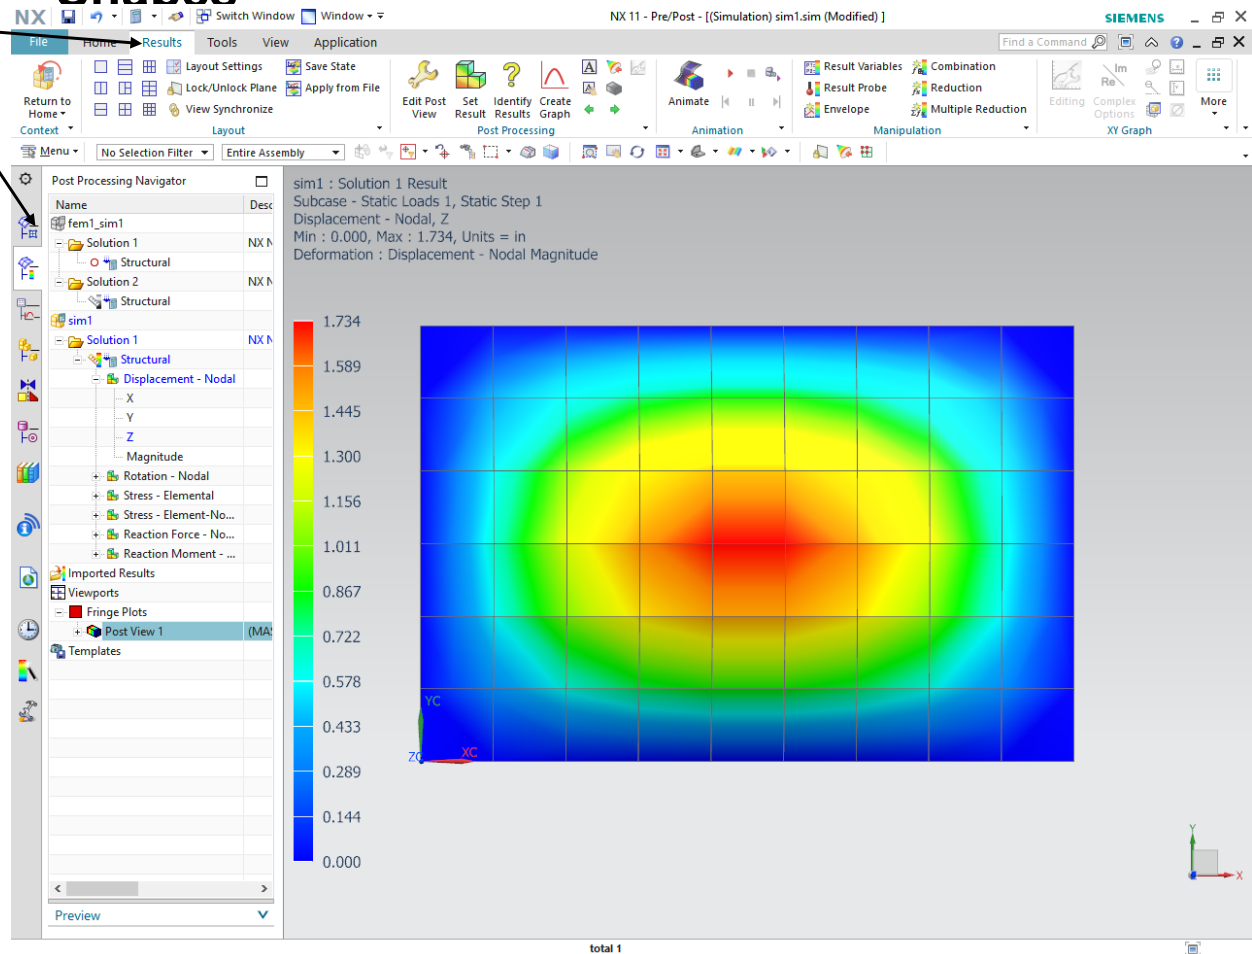 NX Switch Window Window NX 11 - Pre/Post - [(Simulation) sim1.sim (Modified) ] SIEMENS
File Home Results Tools View Application Find a Command
Layout Settings Save State Result Variables Combination
Lock/Unlock Plane Apply from File Result Probe Reduction
View Synchronize Envelope Multiple Reduction
Return to Home Edit Post View Set Result Identify Results Create Graph Animate Editing Complex Options More
Im
Re
Context Layout Post Processing Animation Manipulation XY Graph
Menu No Selection Filter Entire Assembly
Post Processing Navigator
Name Desc
fem1_sim1
Solution 1 NX N
Structural
Solution 2 NX N
Structural
sim1
Solution 1 NX N
Structural
Displacement - Nodal
X
Y
Z
Magnitude
Rotation - Nodal
Stress - Elemental
Stress - Element-No...
Reaction Force - No...
Reaction Moment - ...
Imported Results
Viewports
Fringe Plots
Post View 1 (MA
Templates
Preview
sim1 : Solution 1 Result
Subcase - Static Loads 1, Static Step 1
Displacement - Nodal, Z
Min : 0.000, Max : 1.734, Units = in
Deformation : Displacement - Nodal Magnitude
1.734
1.589
1.445
1.300
1.156
1.011
0.867
0.722
0.578
0.433
0.289
0.144
0.000
YC
ZC XC
Y
X
total 1